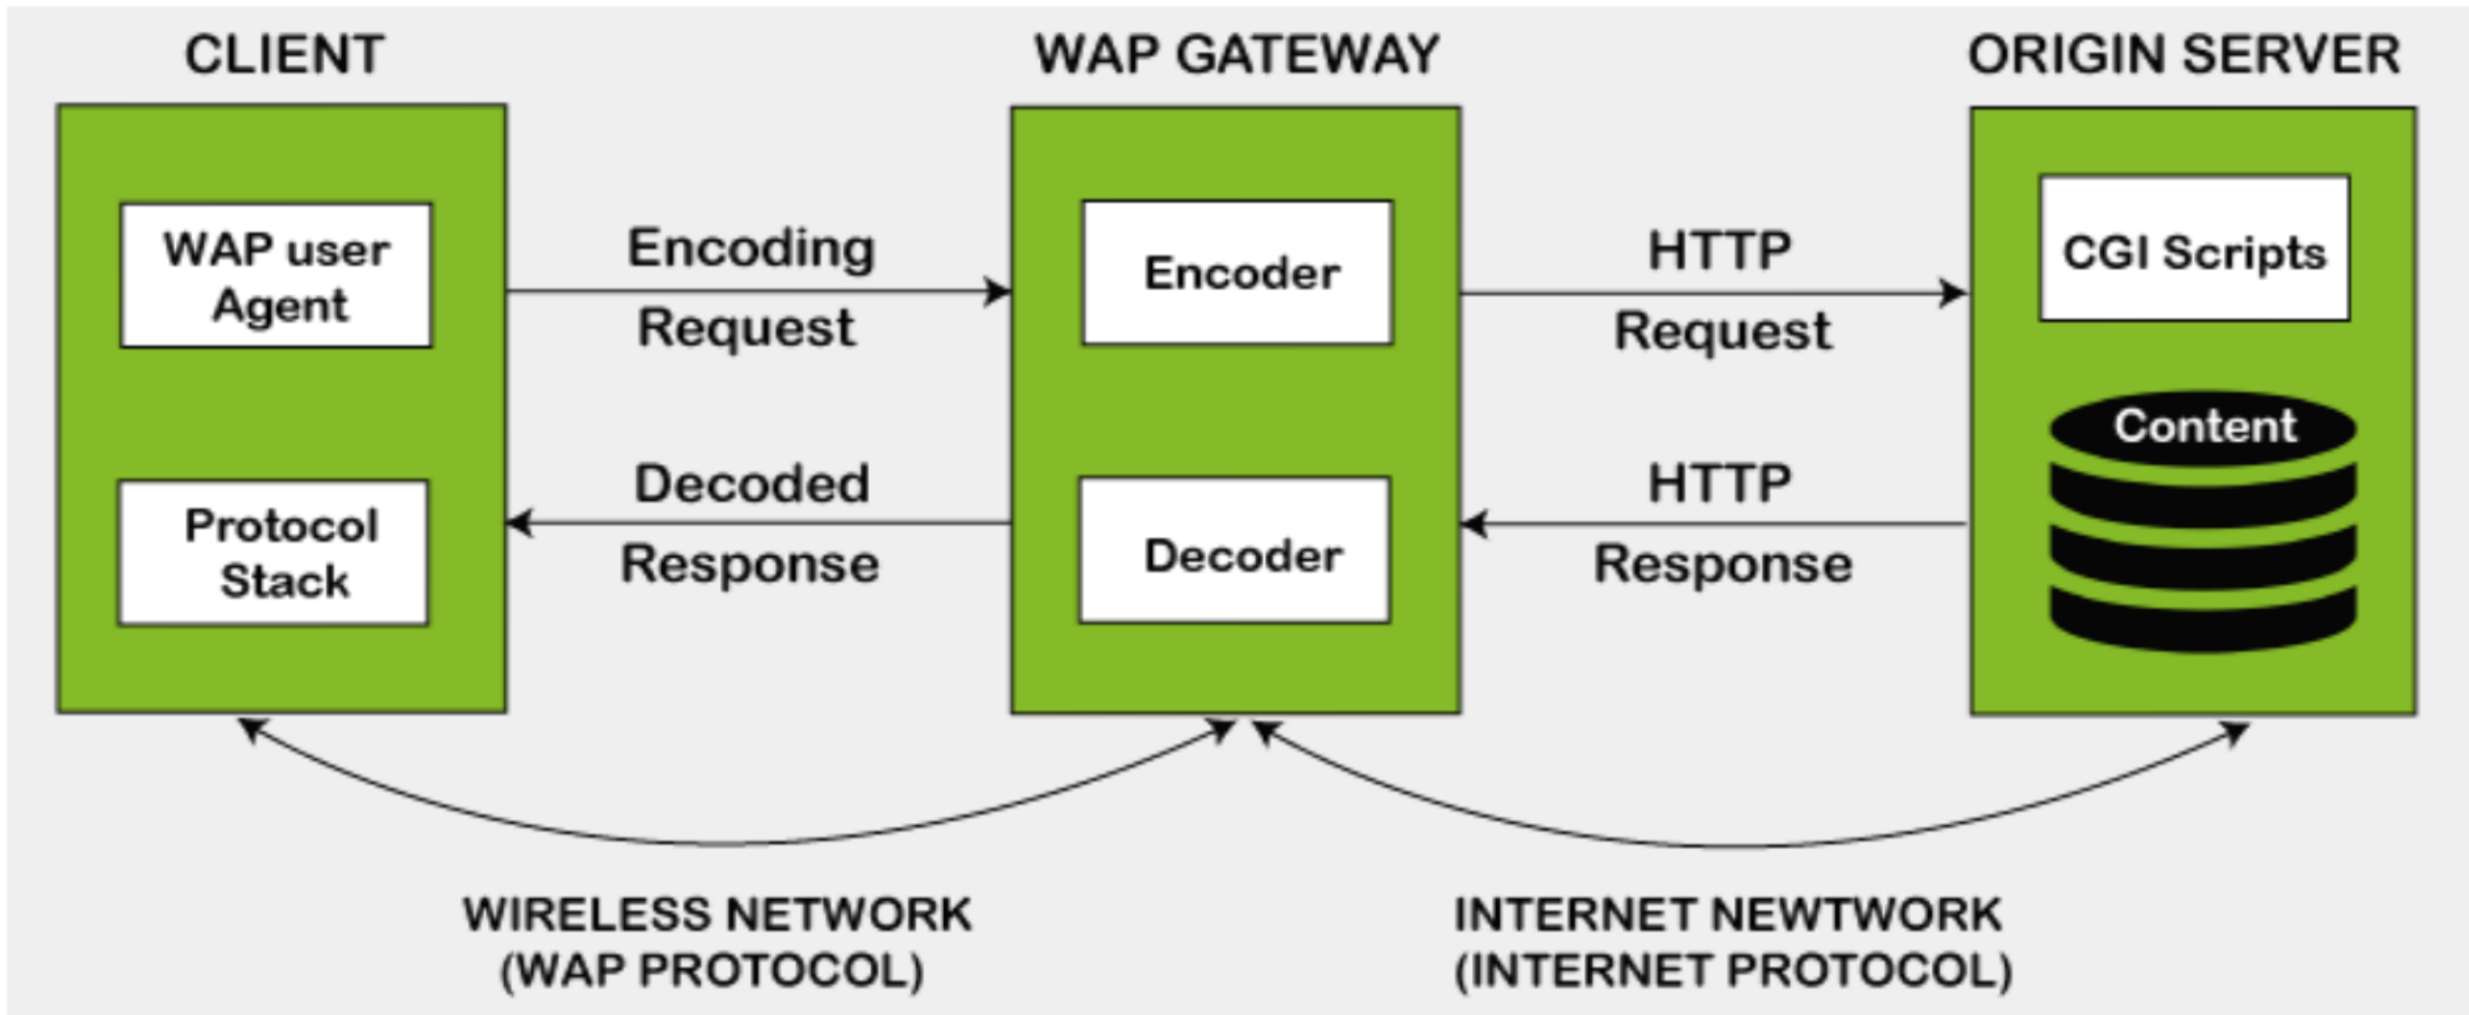 CLIENT
WAP GATEWAY
ORIGIN SERVER
WAP user
Agent
Protocol
Stack
Encoding
Request
Decoded
Response
Encoder
Decoder
HTTP
Request
HTTP
Response
CGI Scripts
Content
WIRELESS NETWORK
(WAP PROTOCOL)
INTERNET NEWTWORK
(INTERNET PROTOCOL)